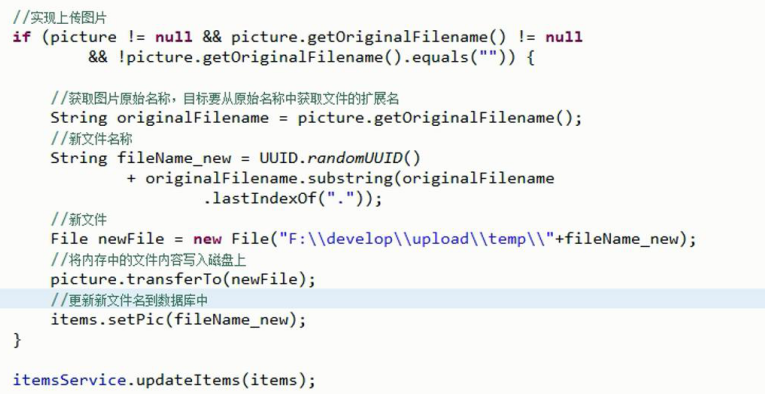 //实现上传图片
if (picture != null && picture.getOriginalFilename() != null
        && !picture.getOriginalFilename().equals("")) {
    //获取图片原始名称，目标要从原始名称中获取文件的扩展名
    String originalFilename = picture.getOriginalFilename();
    //新文件名称
    String fileName_new = UUID.randomUUID()
            + originalFilename.substring(originalFilename
                    .lastIndexOf("."));
    //新文件
    File newFile = new File("F:\\develop\\upload\\temp\\"+fileName_new);
    //将内存中的文件内容写入磁盘上
    picture.transferTo(newFile);
    //更新新文件名到数据库中
    items.setPic(fileName_new);
}
itemsService.updateItems(items);